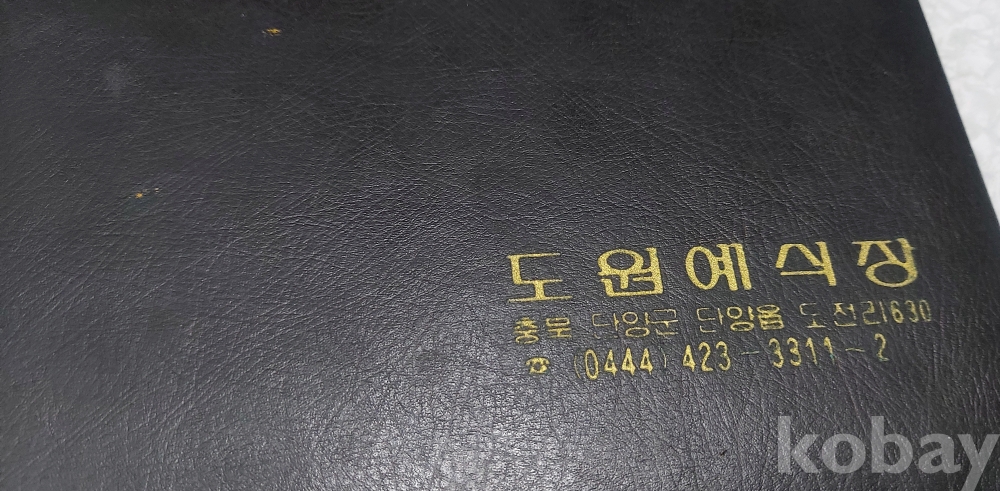 도원예식장
충북 단양군 단양읍 도전리630
☎ (0444) 423-3311~2
kobay